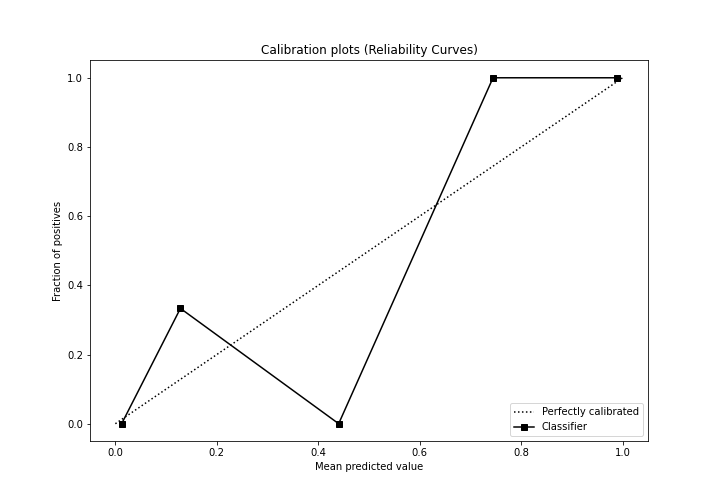 Calibration plots (Reliability Curves)
1.0
0.8
0.6
0.4
0.2
0.0
Fraction of positives
0.0 0.2 0.4 0.6 0.8 1.0
Mean predicted value
Perfectly calibrated
Classifier